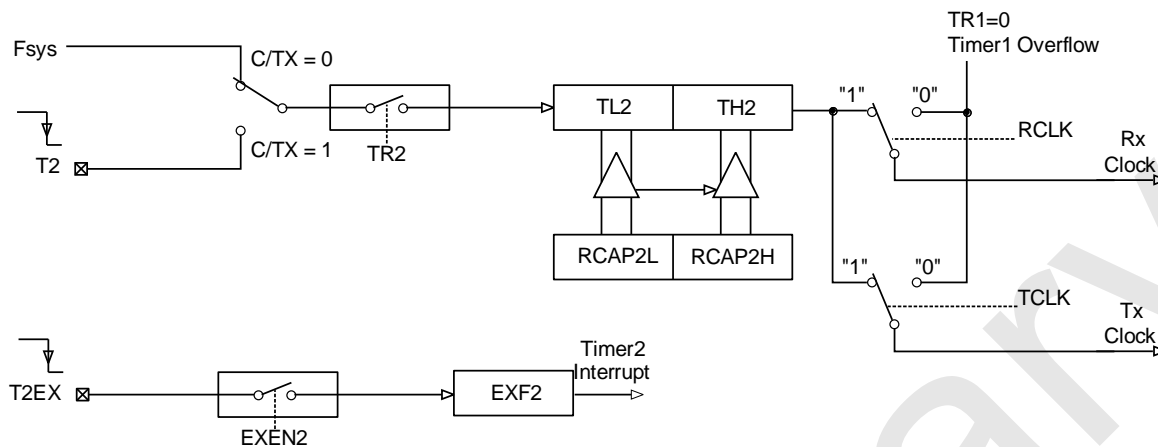 TR1=0
Timer1 Overflow
Fsys
C/TX = 0
TL2
TH2
"1"
"0"
RCLK
Rx
Clock
T2
C/TX = 1
TR2
RCAP2L
RCAP2H
"1"
"0"
TCLK
Tx
Clock
Timer2
Interrupt
T2EX
EXF2
EXEN2